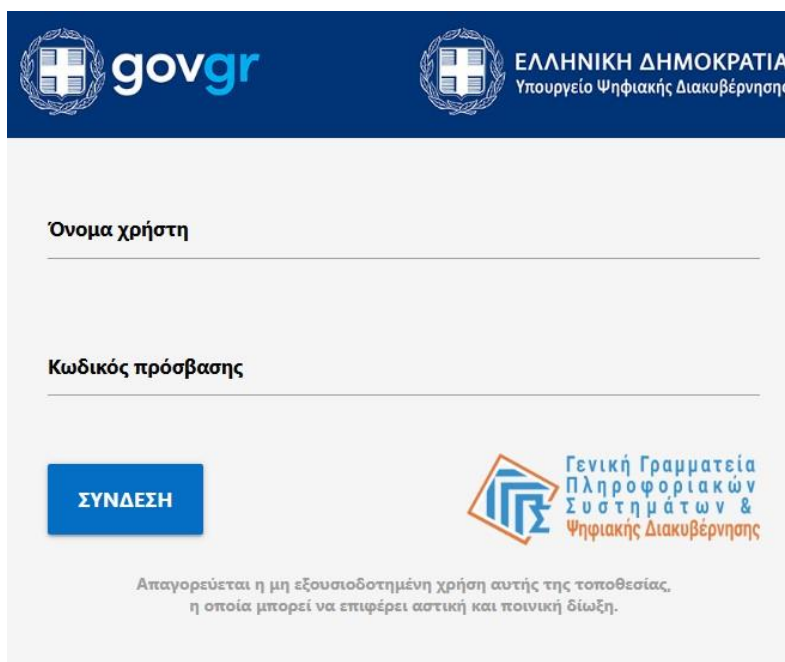 govgr
ΕΛΛΗΝΙΚΗ ΔΗΜΟΚΡΑΤΙΑ
Υπουργείο Ψηφιακής Διακυβέρνησης
Όνομα χρήστη
Κωδικός πρόσβασης
ΣΥΝΔΕΣΗ
Γενική Γραμματεία
Πληροφοριακών
Συστημάτων &
Ψηφιακής Διακυβέρνησης
Απαγορεύεται η μη εξουσιοδοτημένη χρήση αυτής της τοποθεσίας,
η οποία μπορεί να επιφέρει αστική και ποινική δίωξη.